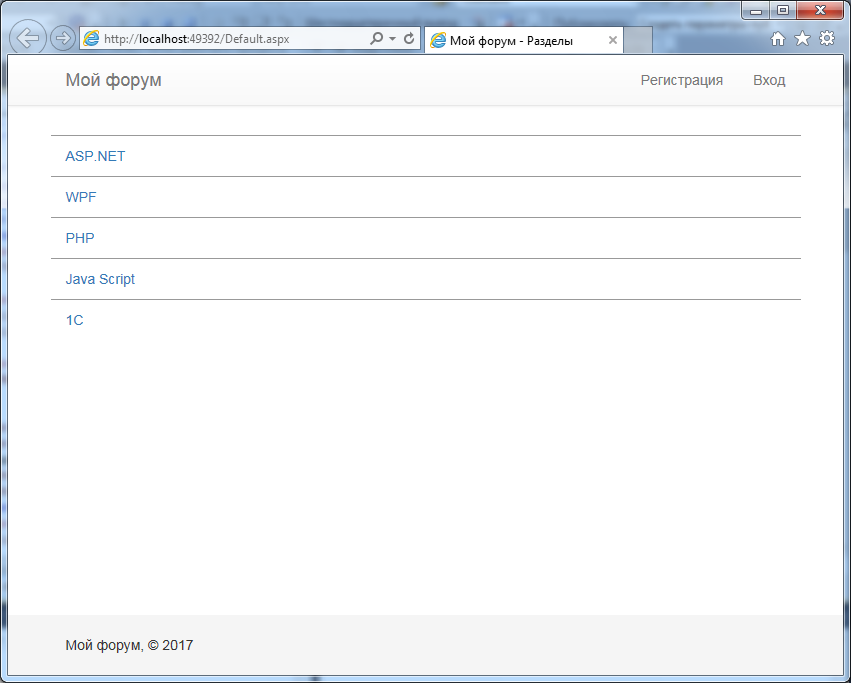 http://localhost:49392/Default.aspx
Мой форум - Разделы
Мой форум
Регистрация
Вход
ASP.NET
WPF
PHP
Java Script
1C
Мой форум, © 2017